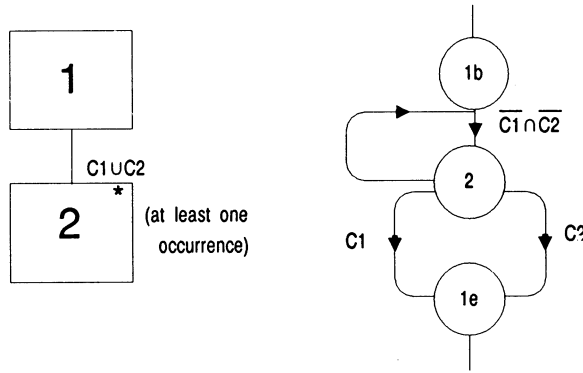 1
C1∪C2
*
2
(at least one
occurrence)
1b
C1̅ ∩ C2̅
2
C1
1e